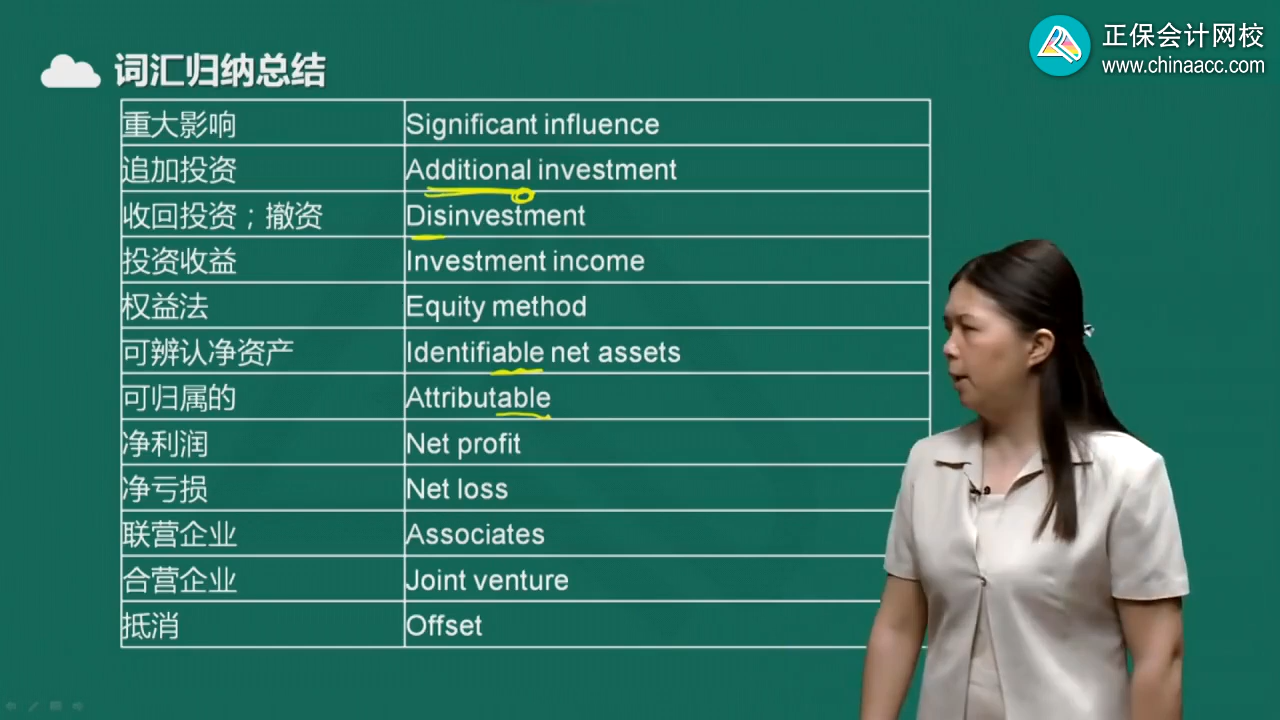 正保会计网校
www.chinaacc.com
词汇归纳总结
重大影响 Significant influence
追加投资 Additional investment
收回投资；撤资 Disinvestment
投资收益 Investment income
权益法 Equity method
可辨认净资产 Identifiable net assets
可归属的 Attributable
净利润 Net profit
净亏损 Net loss
联营企业 Associates
合营企业 Joint venture
抵消 Offset